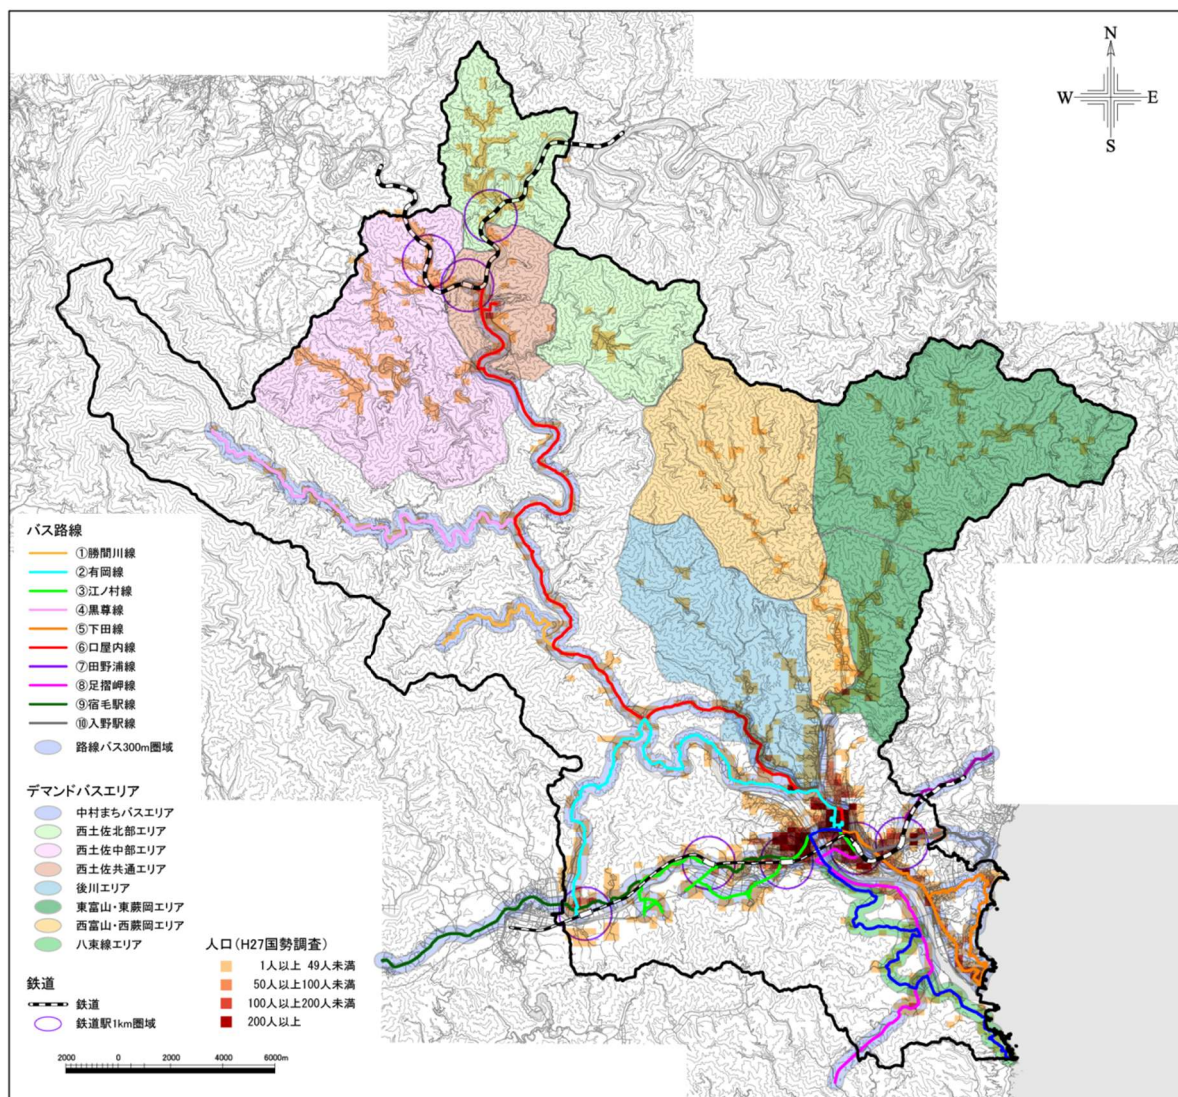 N
W
E
S
バス路線
①勝間川線
②有岡線
③江ノ村線
④黒尊線
⑤下田線
⑥口屋内線
⑦田野浦線
⑧足摺岬線
⑨宿毛駅線
⑩入野駅線
路線バス300m圏域
デマンドバスエリア
中村まちバスエリア
西土佐北部エリア
西土佐中部エリア
西土佐共通エリア
後川エリア
東富山・東蕨岡エリア
西富山・西蕨岡エリア
八束線エリア
鉄道
鉄道
鉄道駅1km圏域
人口(H27国勢調査)
1人以上 49人未満
50人以上100人未満
100人以上200人未満
200人以上
2000 0 2000 4000 6000m